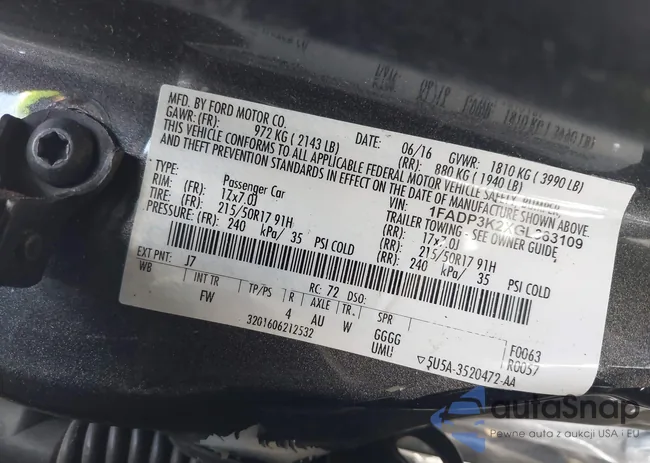 MFD. BY FORD MOTOR CO.
DATE: 06/16 GVWR: 1810 KG ( 3990 LB)
GAWR:(FR): 972 KG ( 2143 LB) (RR): 880 KG ( 1940 LB)
THIS VEHICLE CONFORMS TO ALL APPLICABLE FEDERAL MOTOR VEHICLE SAFETY, BUMPER,
AND THEFT PREVENTION STANDARDS IN EFFECT ON THE DATE OF MANUFACTURE SHOWN ABOVE.
VIN: 1FADP3K2XGL363109
TYPE: Passenger Car TRAILER TOWING - SEE OWNER GUIDE
RIM: (FR): 17x7.0J (RR): 17x7.0J
TIRE: (FR): 215/50R17 91H (RR): 215/50R17 91H
PRESSURE: (FR): 240 kPa/ 35 PSI COLD (RR): 240 kPa/ 35 PSI COLD
EXT PNT: J7 RC: 72 DSO:
WB INT TR TP/PS R AXLE TR. SPR
FW 4 AU W GGGG F0063
UMU R0057
3201606212532 5U5A-3520472-AA
autoSnap
Pewne auta z aukcji USA i EU